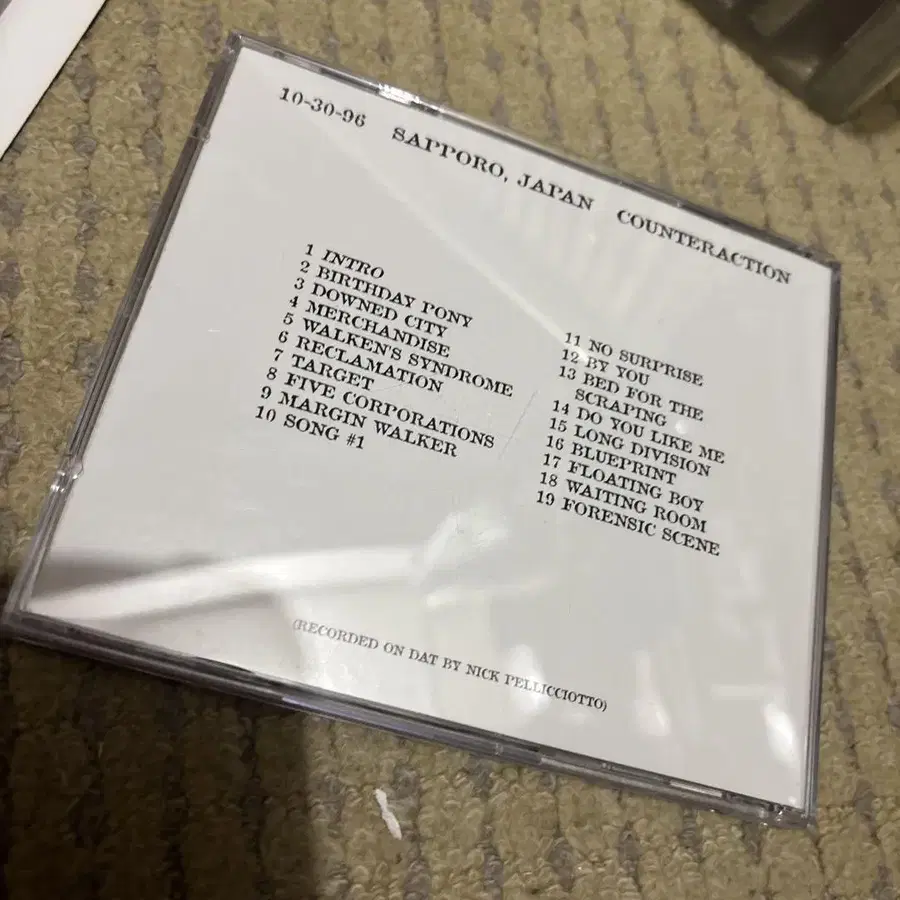 10-30-96 SAPPORO, JAPAN COUNTERACTION
1 INTRO
2 BIRTHDAY PONY
3 DOWNED CITY
4 MERCHANDISE
5 WALKEN'S SYNDROME
6 RECLAMATION
7 TARGET
8 FIVE CORPORATIONS
9 MARGIN WALKER
10 SONG #1
11 NO SURPRISE
12 BY YOU
13 BED FOR THE
SCRAPING
14 DO YOU LIKE ME
15 LONG DIVISION
16 BLUEPRINT
17 FLOATING BOY
18 WAITING ROOM
19 FORENSIC SCENE
(RECORDED ON DAT BY NICK PELLICCIOTTO)